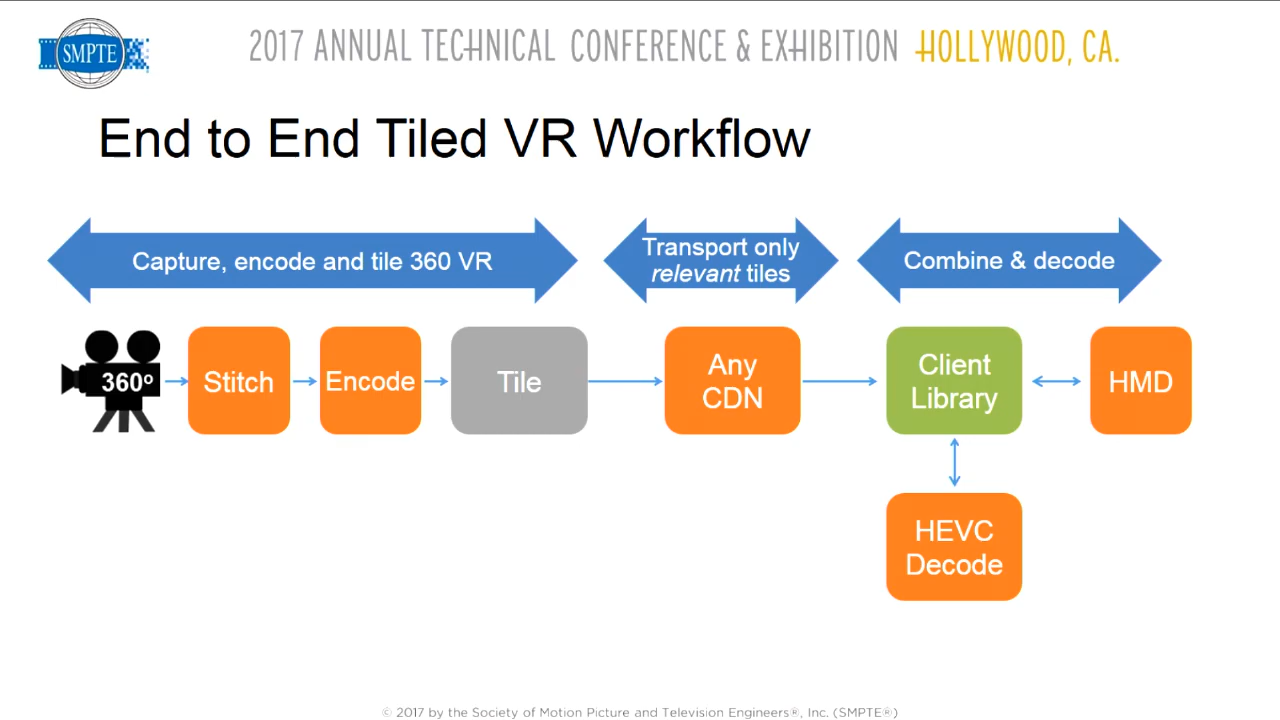 SMPTE
2017 ANNUAL TECHNICAL CONFERENCE & EXHIBITION HOLLYWOOD, CA.
End to End Tiled VR Workflow
Capture, encode and tile 360 VR
Transport only
relevant tiles
Combine & decode
360º
Stitch
Encode
Tile
Any
CDN
Client
Library
HMD
HEVC
Decode
© 2017 by the Society of Motion Picture and Television Engineers®, Inc. (SMPTE®)